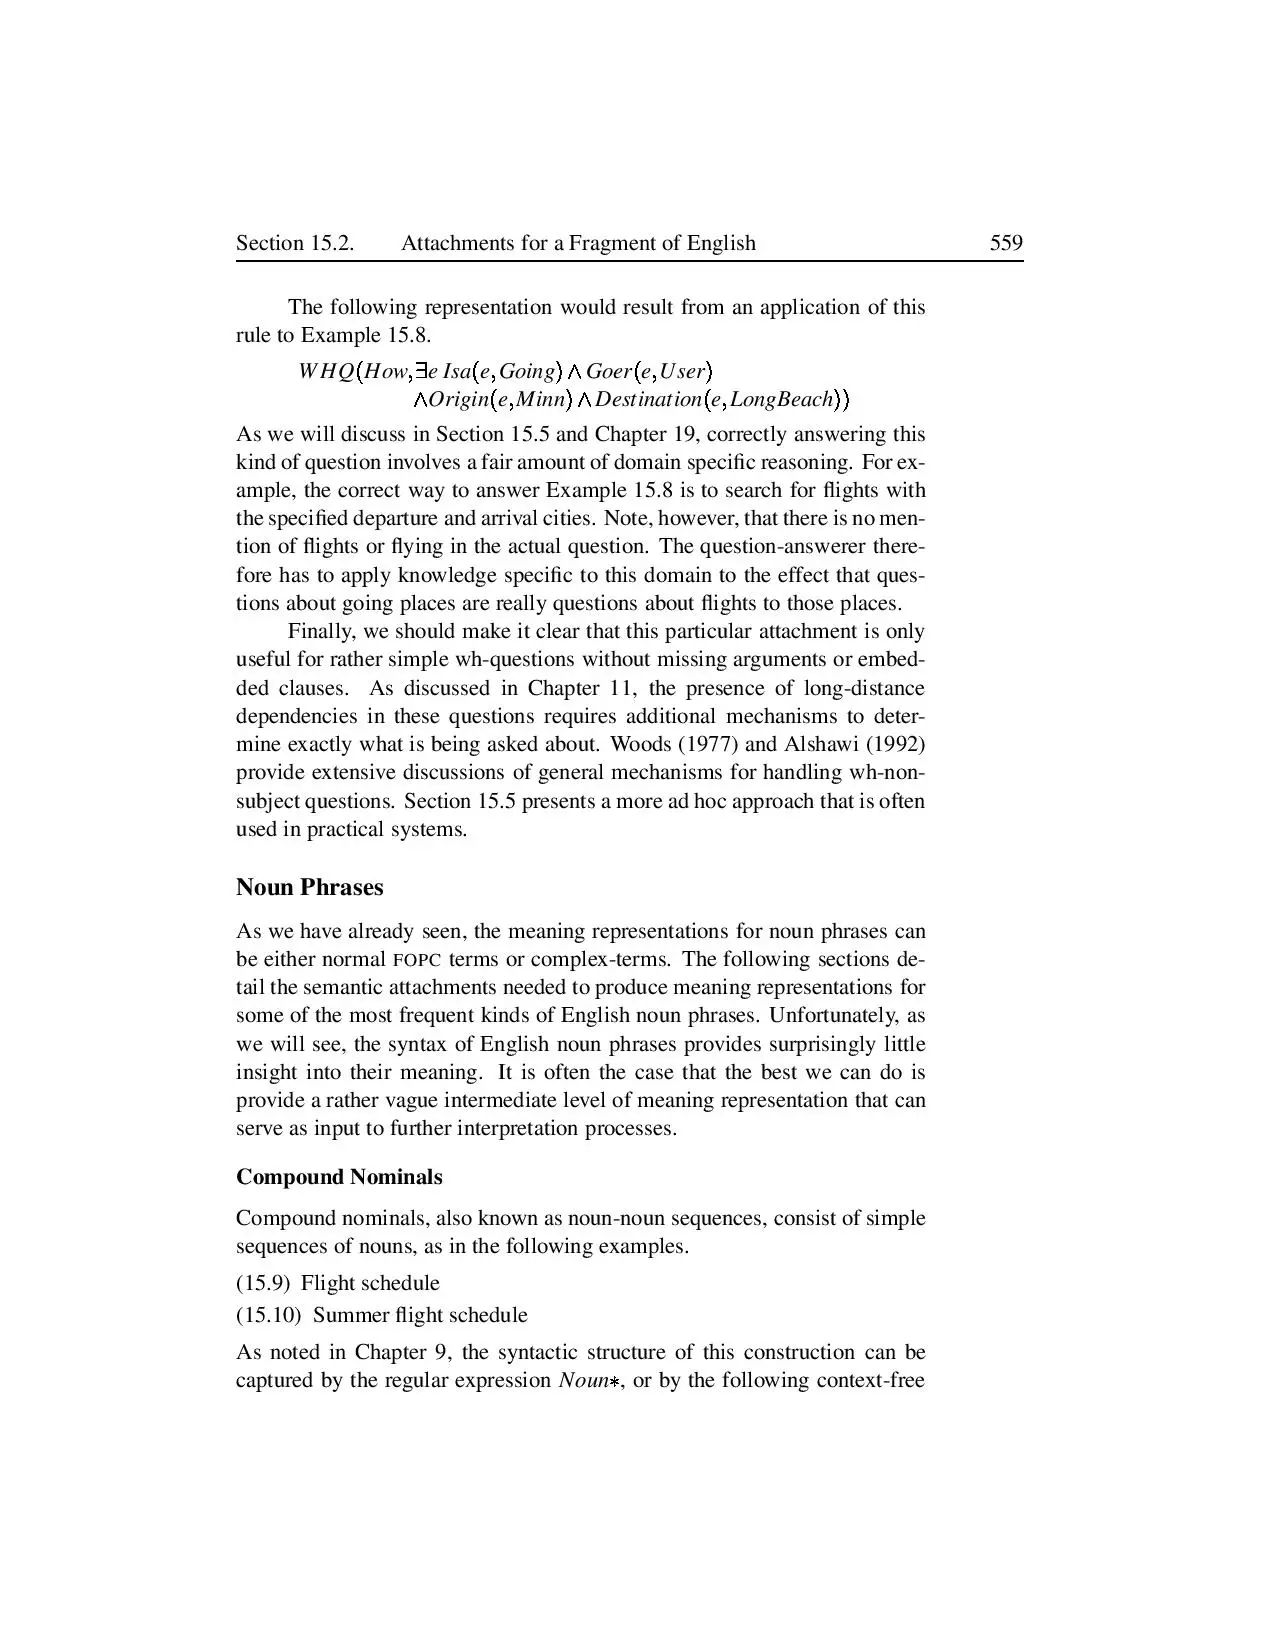 Section 15.2. Attachments for a Fragment of English 559
The following representation would result from an application of this
rule to Example 15.8.
WHQ(How,∃e Isa(e,Going) ∧ Goer(e,User)
∧Origin(e,Minn) ∧ Destination(e,LongBeach))
As we will discuss in Section 15.5 and Chapter 19, correctly answering this
kind of question involves a fair amount of domain specific reasoning. For ex-
ample, the correct way to answer Example 15.8 is to search for flights with
the specified departure and arrival cities. Note, however, that there is no men-
tion of flights or flying in the actual question. The question-answerer there-
fore has to apply knowledge specific to this domain to the effect that ques-
tions about going places are really questions about flights to those places.
Finally, we should make it clear that this particular attachment is only
useful for rather simple wh-questions without missing arguments or embed-
ded clauses. As discussed in Chapter 11, the presence of long-distance
dependencies in these questions requires additional mechanisms to deter-
mine exactly what is being asked about. Woods (1977) and Alshawi (1992)
provide extensive discussions of general mechanisms for handling wh-non-
subject questions. Section 15.5 presents a more ad hoc approach that is often
used in practical systems.
Noun Phrases
As we have already seen, the meaning representations for noun phrases can
be either normal FOPC terms or complex-terms. The following sections de-
tail the semantic attachments needed to produce meaning representations for
some of the most frequent kinds of English noun phrases. Unfortunately, as
we will see, the syntax of English noun phrases provides surprisingly little
insight into their meaning. It is often the case that the best we can do is
provide a rather vague intermediate level of meaning representation that can
serve as input to further interpretation processes.
Compound Nominals
Compound nominals, also known as noun-noun sequences, consist of simple
sequences of nouns, as in the following examples.
(15.9) Flight schedule
(15.10) Summer flight schedule
As noted in Chapter 9, the syntactic structure of this construction can be
captured by the regular expression Noun∗, or by the following context-free